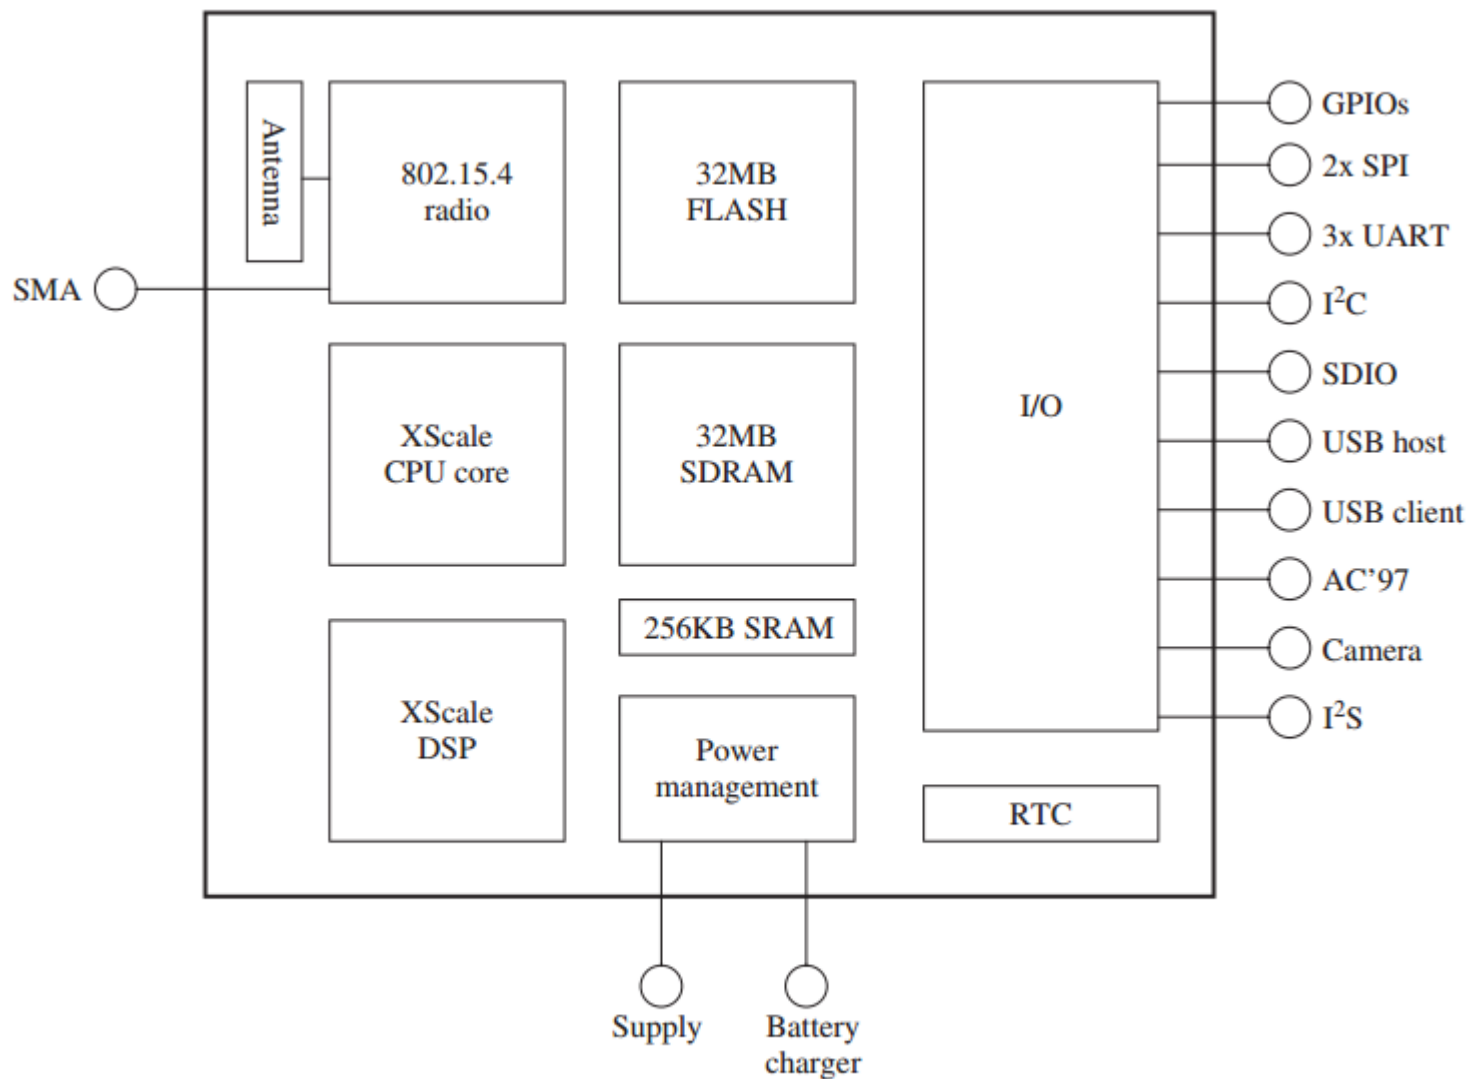 Antenna
802.15.4
radio
32MB
FLASH
GPIOs
2x SPI
3x UART
SMA
I²C
SDIO
XScale
CPU core
32MB
SDRAM
I/O
USB host
USB client
AC’97
256KB SRAM
Camera
XScale
DSP
I²S
Power
management
RTC
Supply
Battery
charger